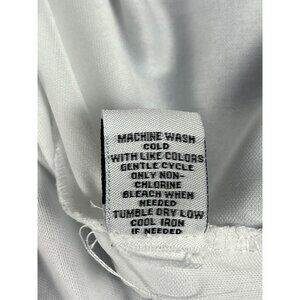 MACHINE WASH
COLD
WITH LIKE COLORS
GENTLE CYCLE
ONLY NON-
CHLORINE
BLEACH WHEN
NEEDED
TUMBLE DRY LOW
COOL IRON
IF NEEDED